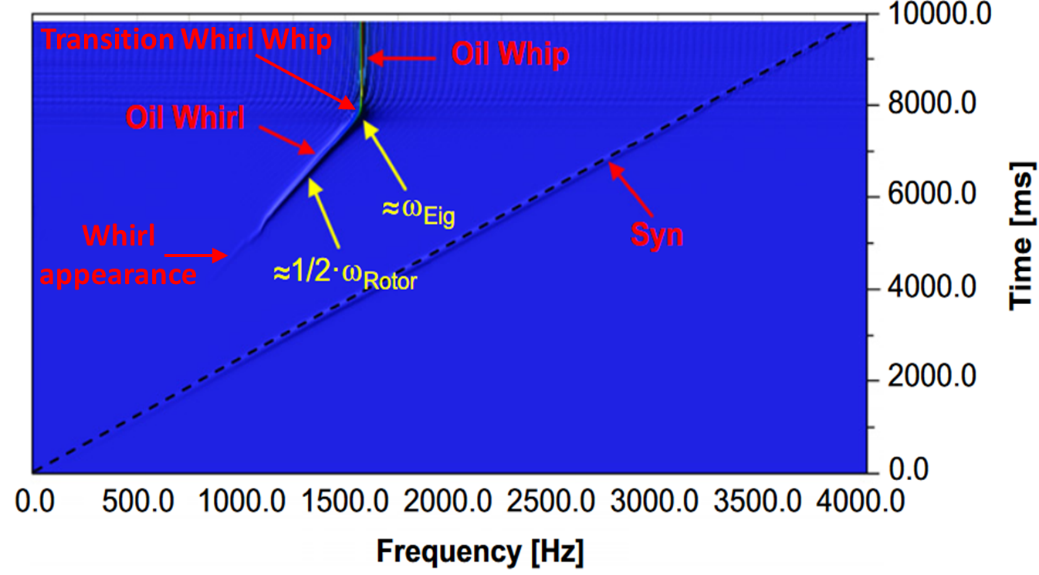 10000.0
Transition Whirl Whip
Oil Whip
8000.0
Oil Whirl
≈ωEig
6000.0
Syn
Whirl
appearance
≈1/2·ωRotor
4000.0
2000.0
0.0
Time [ms]
0.0 500.0 1000.0 1500.0 2000.0 2500.0 3000.0 3500.0 4000.0
Frequency [Hz]